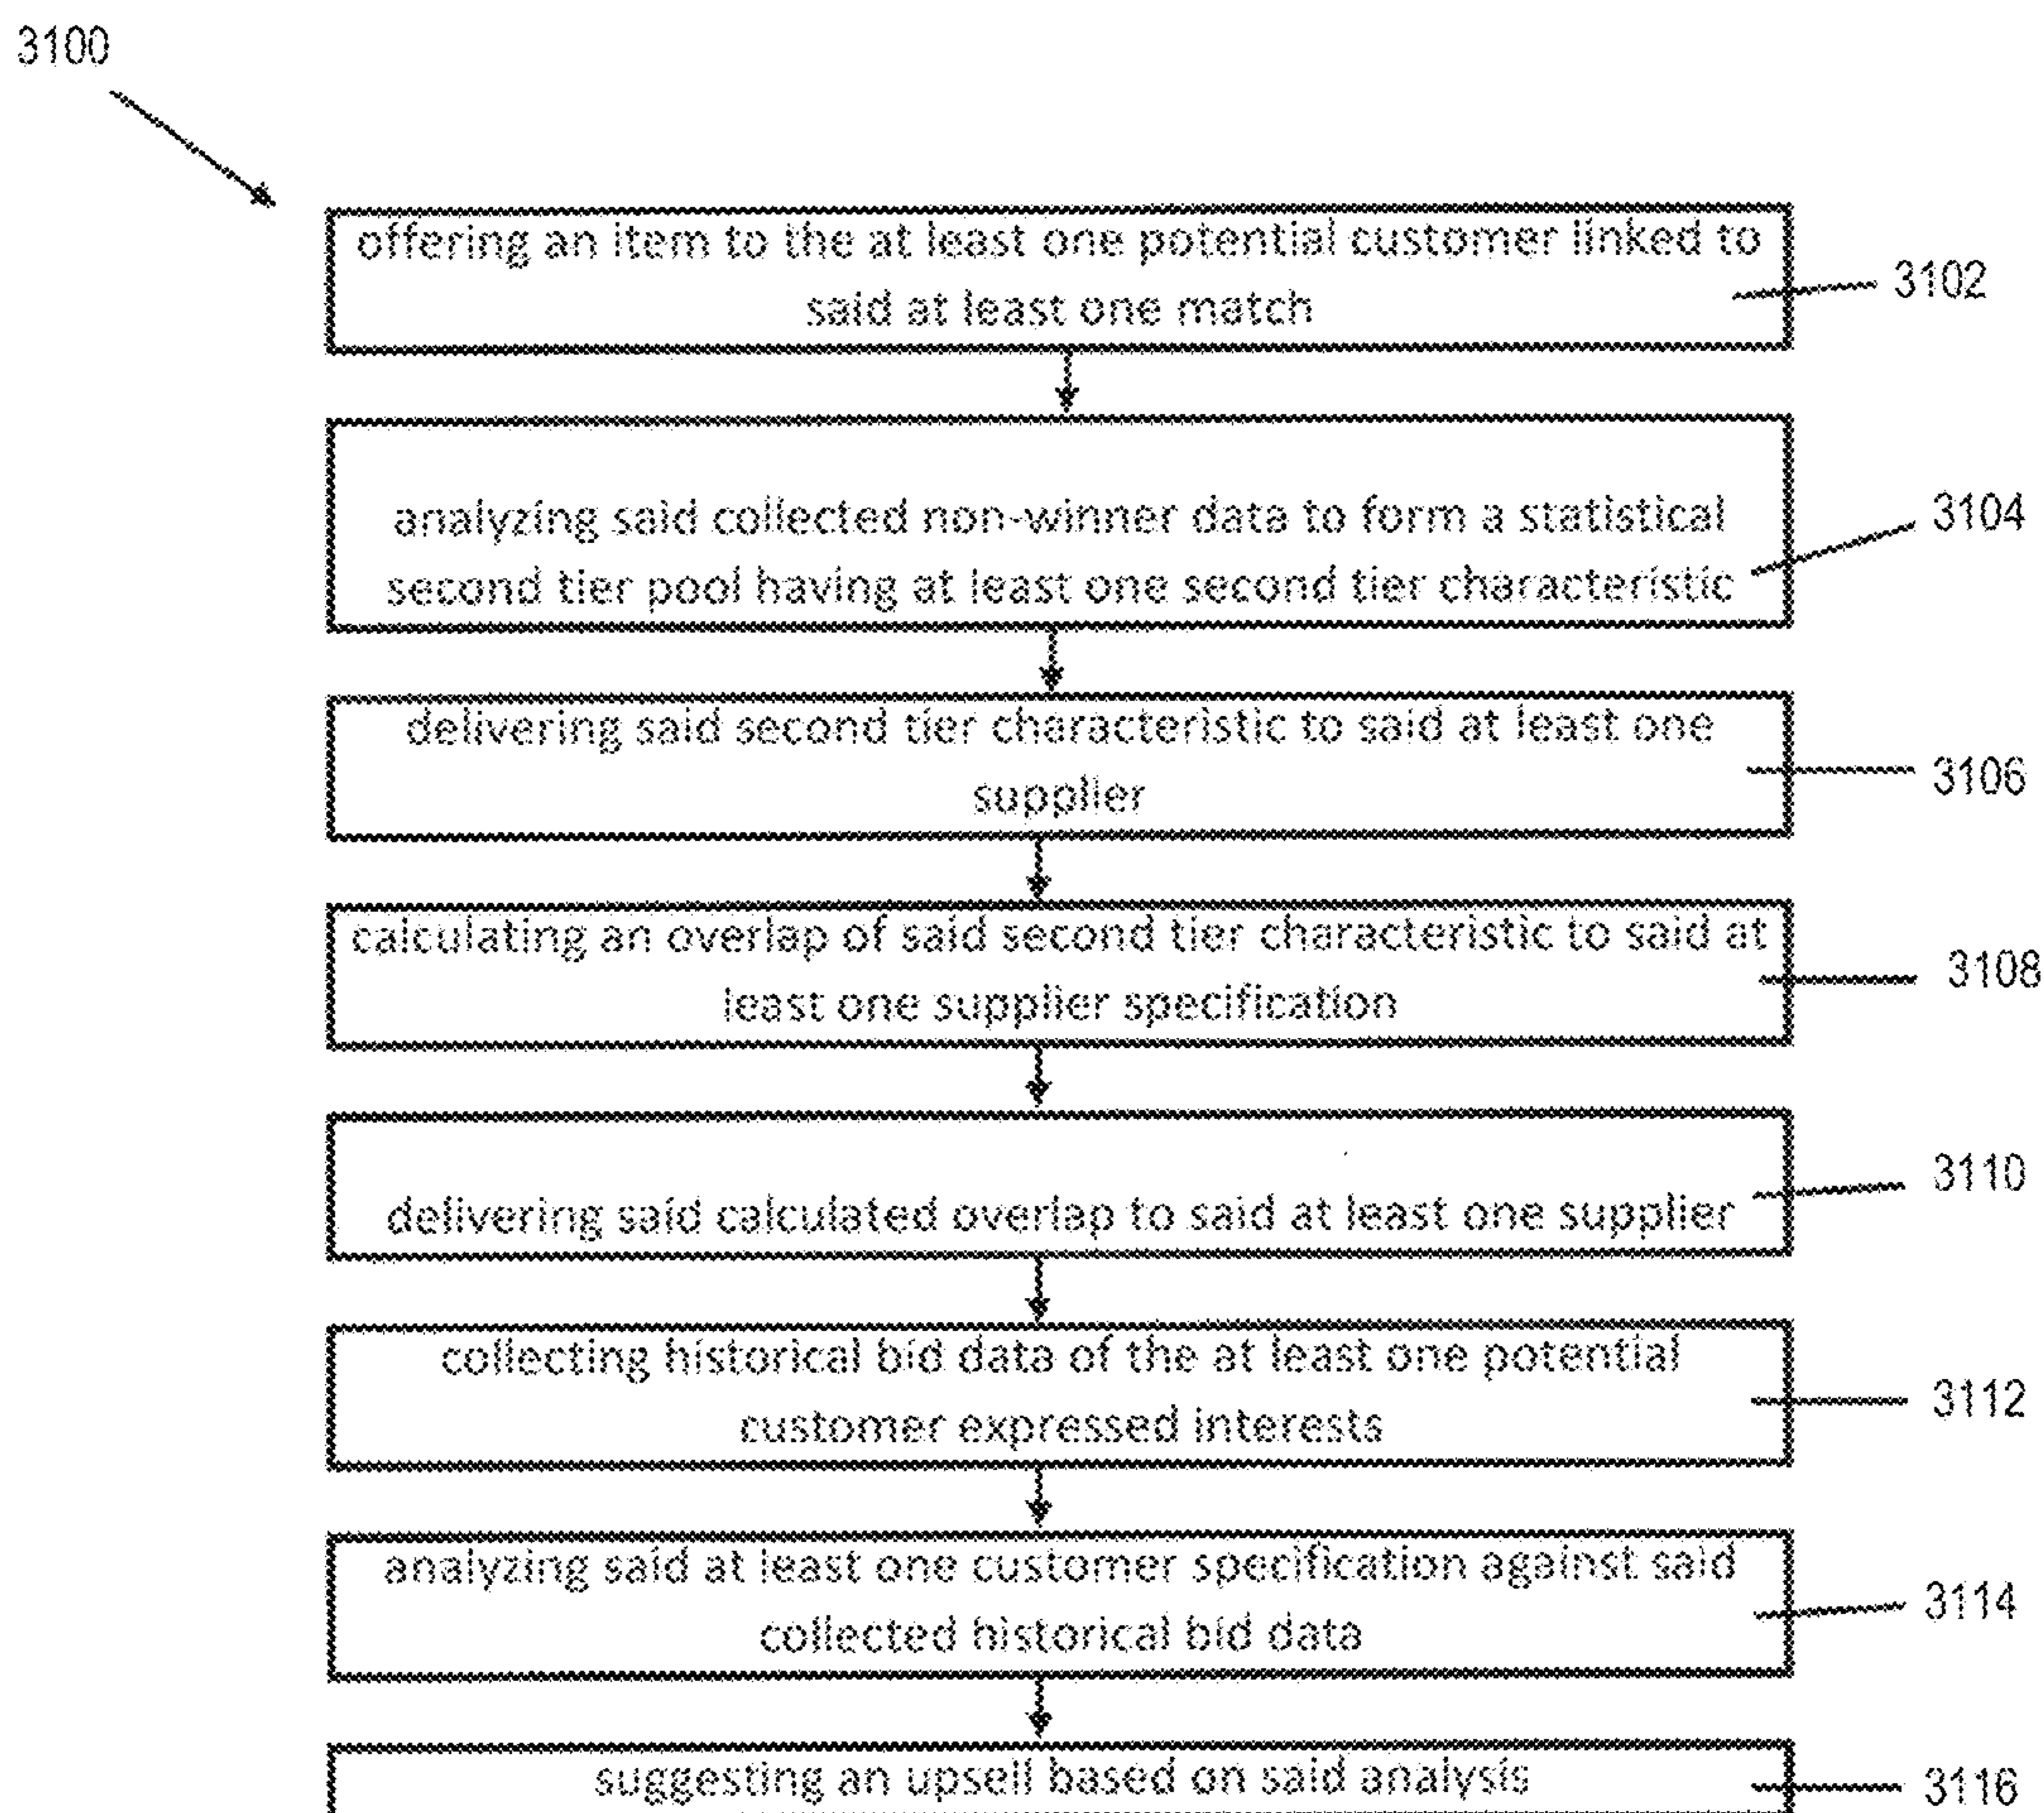 3100
offering an item to the at least one potential customer linked to
said at least one match
3102
analyzing said collected non-winner data to form a statistical
second tier pool having at least one second tier characteristic
3104
delivering said second tier characteristic to said at least one
supplier
3106
calculating an overlap of said second tier characteristic to said at
least one supplier specification
3108
delivering said calculated overlap to said at least one supplier
3110
collecting historical bid data of the at least one potential
customer expressed interests
3112
analyzing said at least one customer specification against said
collected historical bid data
3114
suggesting an upsell based on said analysis
3116